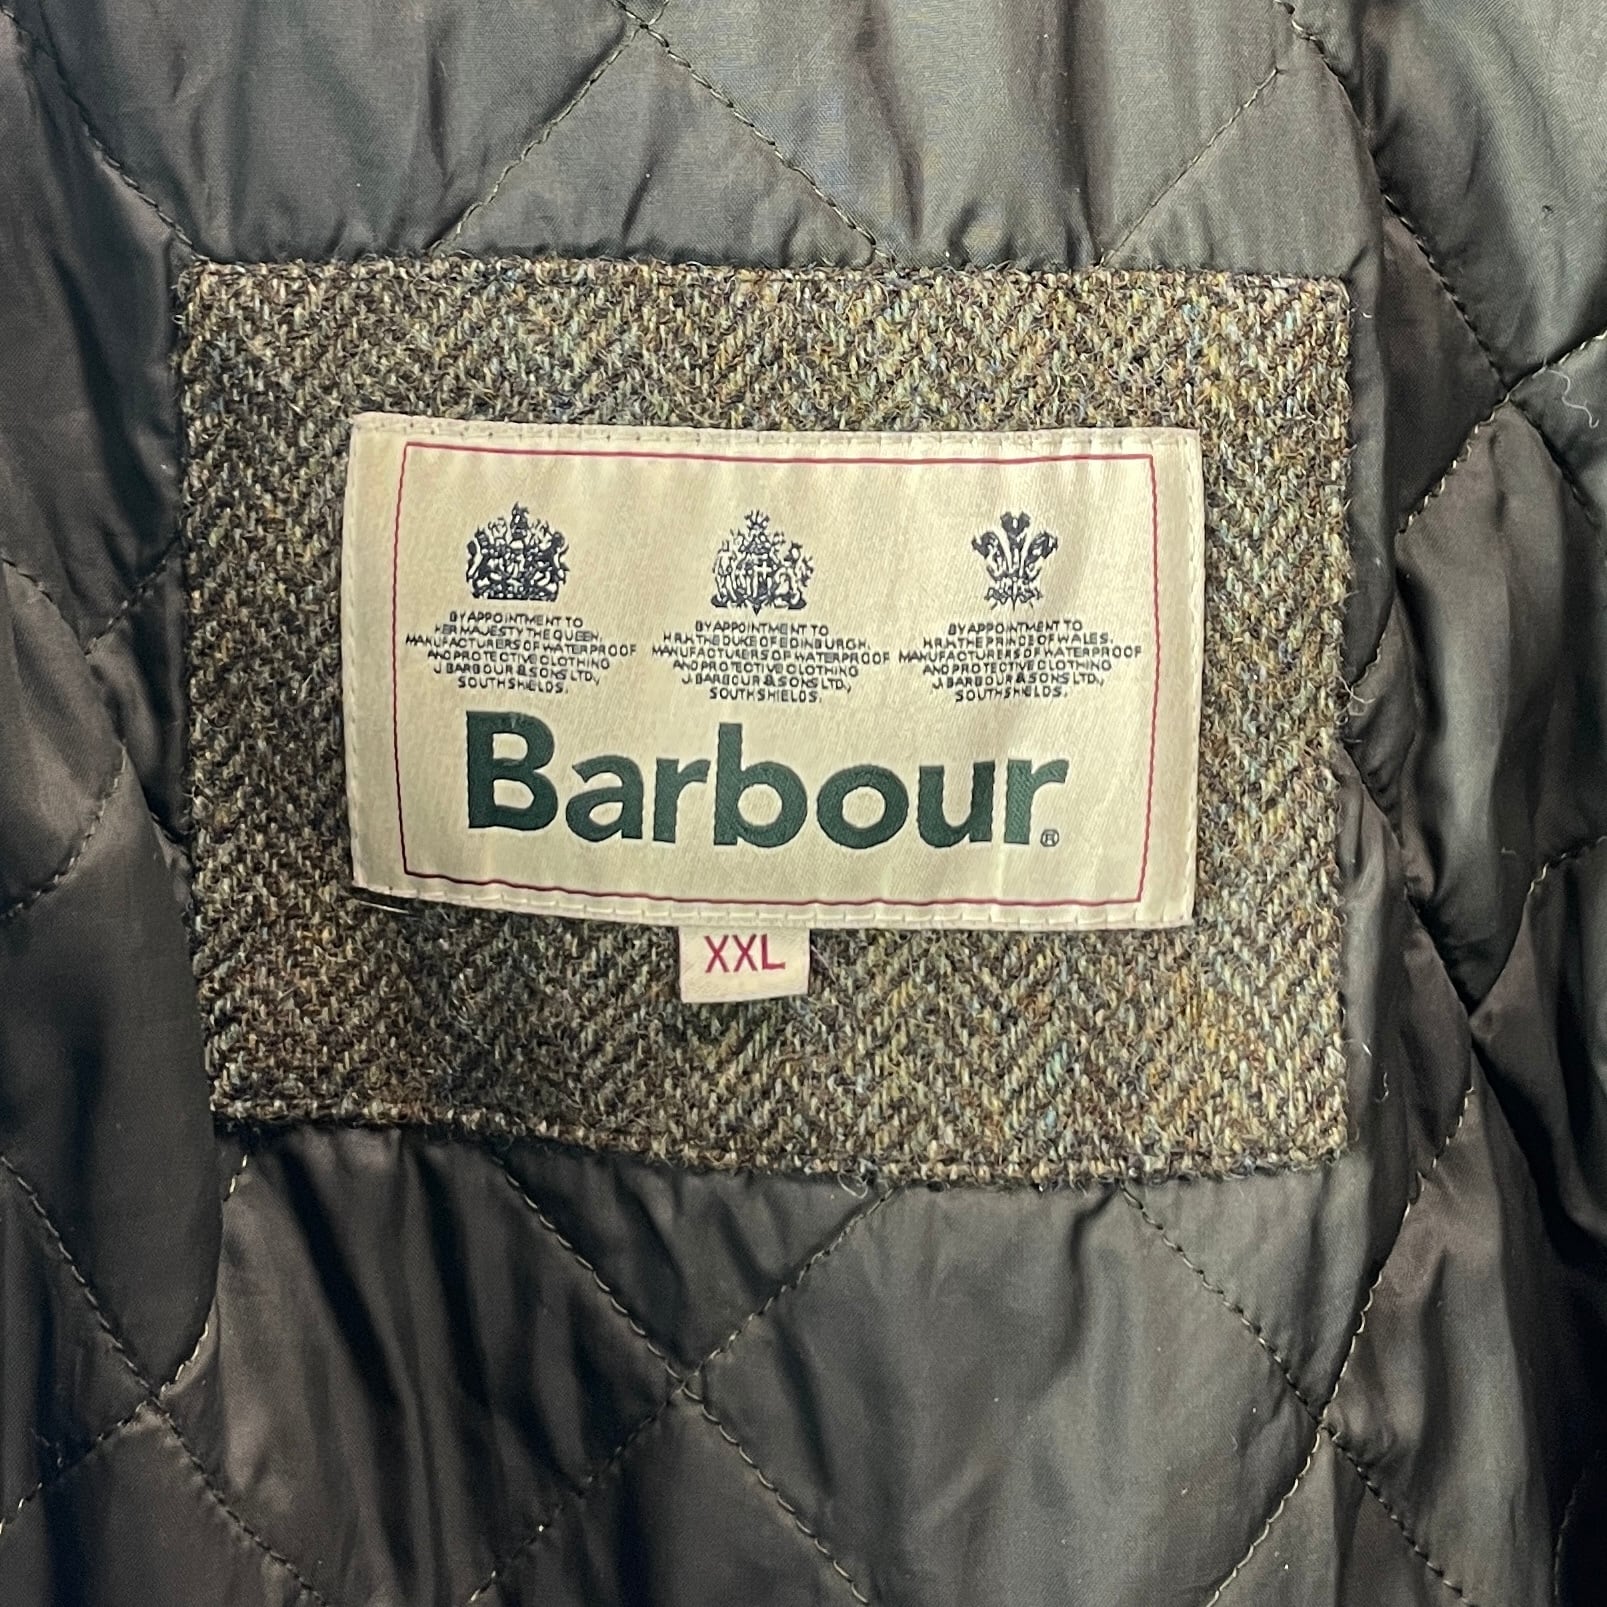 BY APPOINTMENT TO
HER MAJESTY THE QUEEN,
MANUFACTURERS OF WATERPROOF
AND PROTECTIVE CLOTHING
J. BARBOUR & SONS LTD.,
SOUTH SHIELDS.
BY APPOINTMENT TO
H.R.H. THE DUKE OF EDINBURGH,
MANUFACTURERS OF WATERPROOF
AND PROTECTIVE CLOTHING
J. BARBOUR & SONS LTD.,
SOUTH SHIELDS.
BY APPOINTMENT TO
H.R.H. THE PRINCE OF WALES,
MANUFACTURERS OF WATERPROOF
AND PROTECTIVE CLOTHING
J. BARBOUR & SONS LTD.,
SOUTH SHIELDS.
Barbour®
XXL